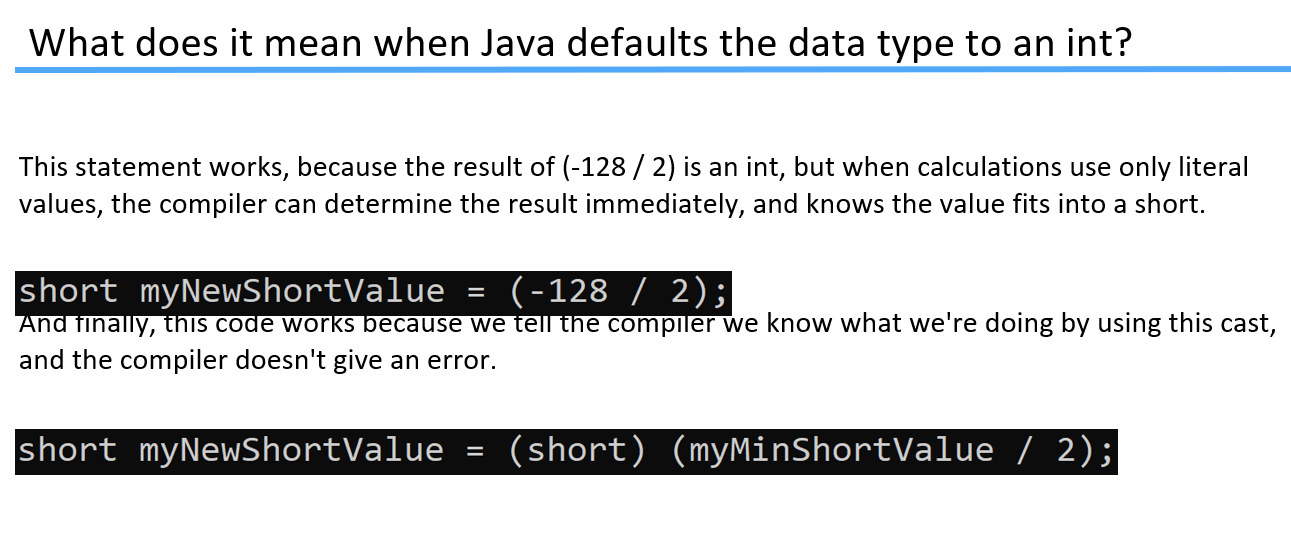 What does it mean when Java defaults the data type to an int?
This statement works, because the result of (-128 / 2) is an int, but when calculations use only literal
values, the compiler can determine the result immediately, and knows the value fits into a short.
short myNewShortValue = (-128 / 2);
And finally, this code works because we tell the compiler we know what we're doing by using this cast,
and the compiler doesn't give an error.
short myNewShortValue = (short) (myMinShortValue / 2);